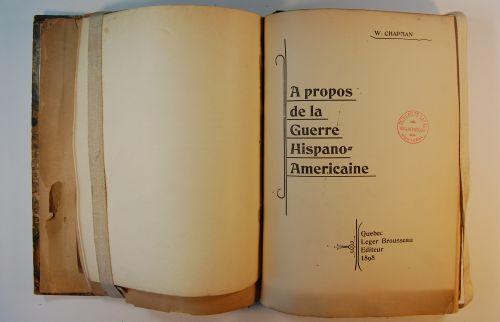 W. CHAPMAN
A propos
de la
Guerre
Hispano=
Americaine
Quebec
Leger Brousseau
Editeur
1898